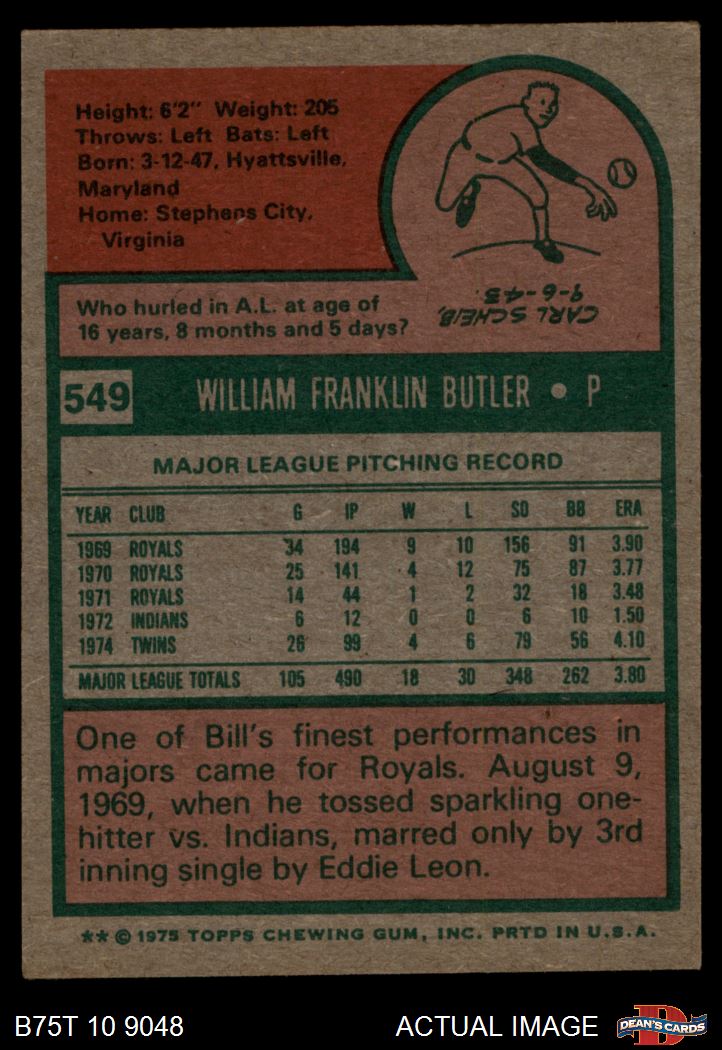 Height: 6'2" Weight: 205
Throws: Left Bats: Left
Born: 3-12-47, Hyattsville,
Maryland
Home: Stephens City,
Virginia
Who hurled in A.L. at age of
16 years, 8 months and 5 days?
CARL SCHEIB,
9-6-43.
549 WILLIAM FRANKLIN BUTLER • P
MAJOR LEAGUE PITCHING RECORD
YEAR CLUB G IP W L SO BB ERA
1969 ROYALS 34 194 9 10 156 91 3.90
1970 ROYALS 25 141 4 12 75 87 3.77
1971 ROYALS 14 44 1 2 32 18 3.48
1972 INDIANS 6 12 0 0 6 10 1.50
1974 TWINS 26 99 4 6 79 56 4.10
MAJOR LEAGUE TOTALS 105 490 18 30 348 262 3.80
One of Bill's finest performances in
majors came for Royals. August 9,
1969, when he tossed sparkling one-
hitter vs. Indians, marred only by 3rd
inning single by Eddie Leon.
** © 1975 TOPPS CHEWING GUM, INC. PRTD IN U.S.A.
B75T 10 9048 ACTUAL IMAGE
D
DEAN'S CARDS